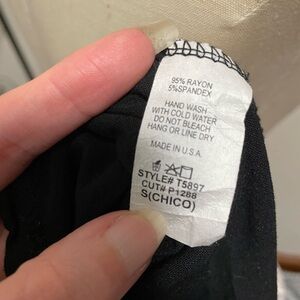 95% RAYON
5%SPANDEX
HAND WASH
WITH COLD WATER
DO NOT BLEACH
HANG OR LINE DRY
MADE IN U.S.A.
STYLE# T5897
CUT# P1288
S(CHICO)